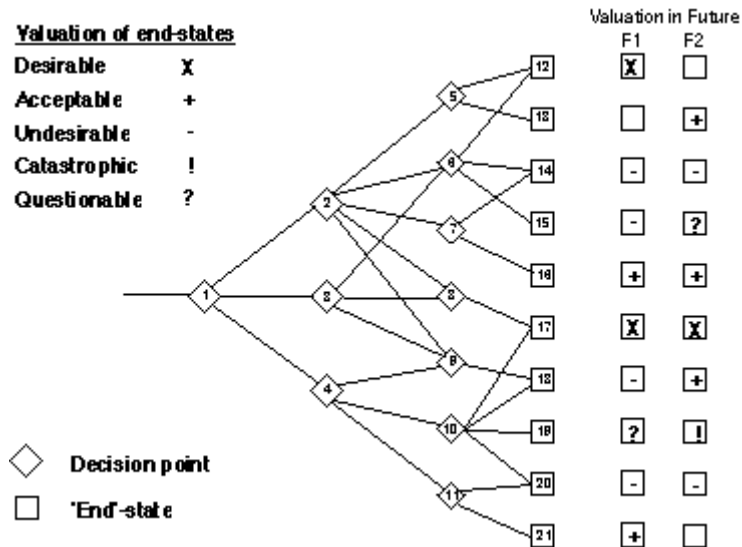 Valuation in Future
F1 F2
Valuation of end-states
Desirable X
Acceptable +
Undesirable -
Catastrophic !
Questionable ?
1
2
3
4
5
6
7
8
9
10
11
12 X
13 +
14 - -
15 - ?
16 + +
17 X X
18 - +
19 ? !
20 - -
21 +
Decision point
"End"-state